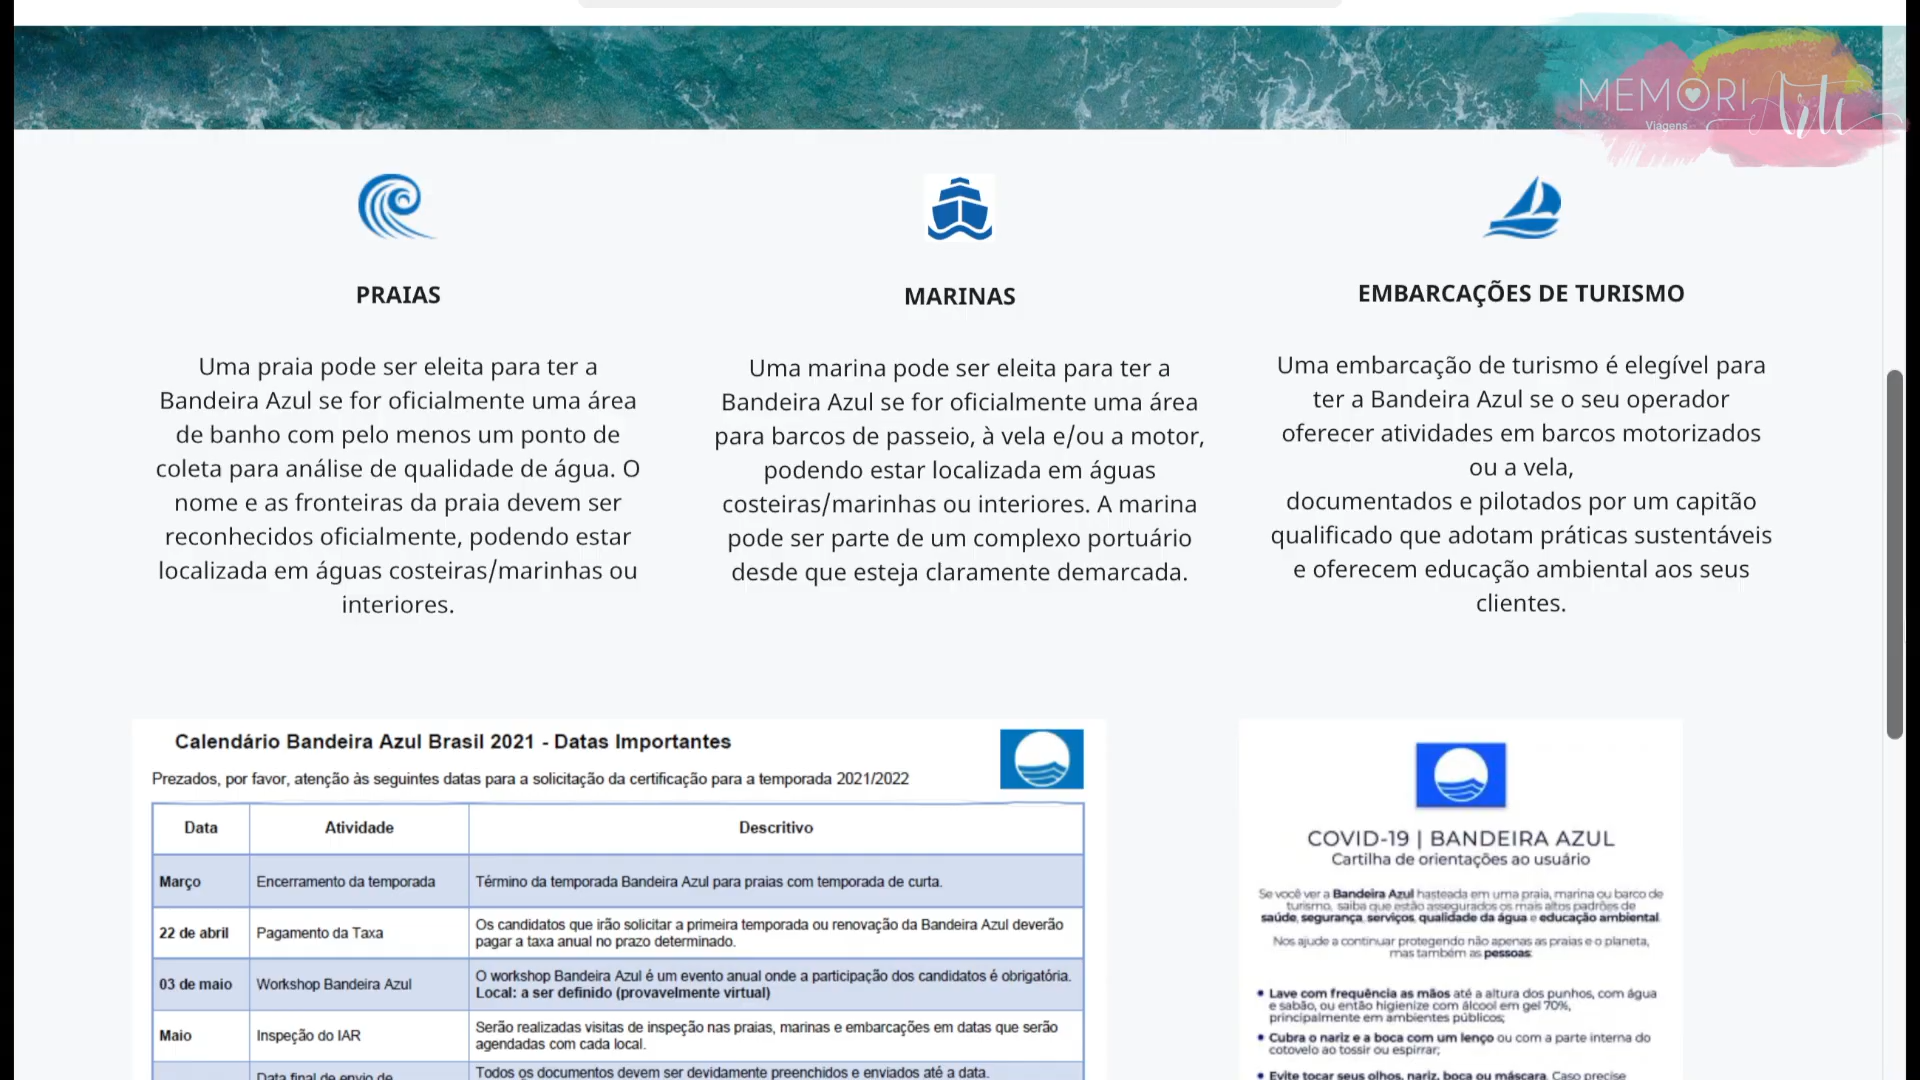 MEMORI Arte
Viagens
PRAIAS
Uma praia pode ser eleita para ter a
Bandeira Azul se for oficialmente uma área
de banho com pelo menos um ponto de
coleta para análise de qualidade de água. O
nome e as fronteiras da praia devem ser
reconhecidos oficialmente, podendo estar
localizada em águas costeiras/marinhas ou
interiores.
MARINAS
Uma marina pode ser eleita para ter a
Bandeira Azul se for oficialmente uma área
para barcos de passeio, à vela e/ou a motor,
podendo estar localizada em águas
costeiras/marinhas ou interiores. A marina
pode ser parte de um complexo portuário
desde que esteja claramente demarcada.
EMBARCAÇÕES DE TURISMO
Uma embarcação de turismo é elegível para
ter a Bandeira Azul se o seu operador
oferecer atividades em barcos motorizados
ou a vela,
documentados e pilotados por um capitão
qualificado que adotam práticas sustentáveis
e oferecem educação ambiental aos seus
clientes.
Calendário Bandeira Azul Brasil 2021 - Datas Importantes
Prezados, por favor, atenção às seguintes datas para a solicitação da certificação para a temporada 2021/2022
Data Atividade Descritivo
Março Encerramento da temporada Término da temporada Bandeira Azul para praias com temporada de curta.
22 de abril Pagamento da Taxa Os candidatos que irão solicitar a primeira temporada ou renovação da Bandeira Azul deverão
pagar a taxa anual no prazo determinado.
03 de maio Workshop Bandeira Azul O workshop Bandeira Azul é um evento anual onde a participação dos candidatos é obrigatória.
Local: a ser definido (provavelmente virtual)
Maio Inspeção do IAR Serão realizadas visitas de inspeção nas praias, marinas e embarcações em datas que serão
agendadas com cada local.
Data final de envio de Todos os documentos devem ser devidamente preenchidos e enviados até a data.
COVID-19 | BANDEIRA AZUL
Cartilha de orientações ao usuário
Se você ver a Bandeira Azul hasteada em uma praia, marina ou barco de
turismo, saiba que estão assegurados os mais altos padrões de
saúde, segurança, serviços, qualidade da água e educação ambiental.
Nos ajude a continuar protegendo não apenas as praias e o planeta,
mas também as pessoas:
• Lave com frequência as mãos até a altura dos punhos, com água
e sabão, ou então higienize com álcool em gel 70%,
principalmente em ambientes públicos;
• Cubra o nariz e a boca com um lenço ou com a parte interna do
cotovelo ao tossir ou espirrar;
• Evite tocar seus olhos, nariz, boca ou máscara. Caso precise